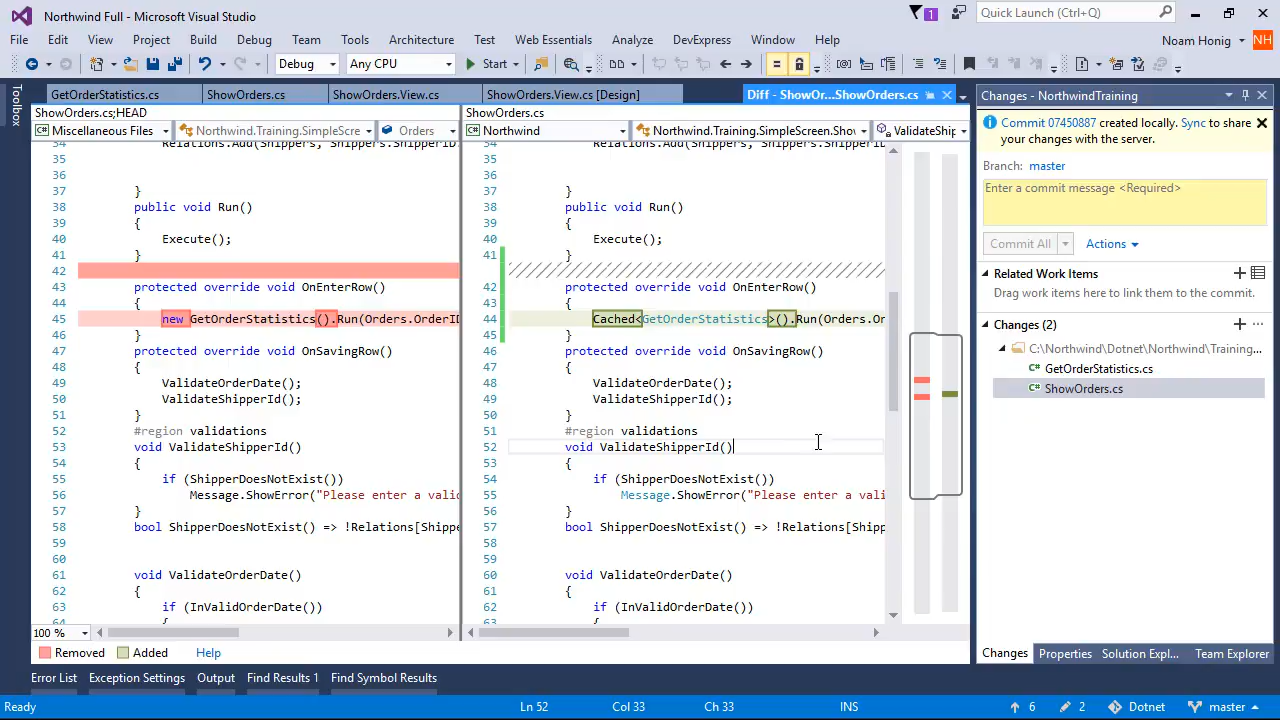 Northwind Full - Microsoft Visual Studio
1
Quick Launch (Ctrl+Q)
File Edit View Project Build Debug Team Tools Architecture Test Web Essentials Analyze DevExpress Window Help
Noam Honig NH
Debug Any CPU Start
Toolbox
GetOrderStatistics.cs ShowOrders.cs ShowOrders.View.cs ShowOrders.View.cs [Design] Diff - ShowOr...ShowOrders.cs
ShowOrders.cs;HEAD
Miscellaneous Files Northwind.Training.SimpleScre Orders
34 Relations.Add(Shippers, Shippers.ShipperID
35
36
37 }
38 public void Run()
39 {
40 Execute();
41 }
42
43 protected override void OnEnterRow()
44 {
45 new GetOrderStatistics().Run(Orders.OrderID
46 }
47 protected override void OnSavingRow()
48 {
49 ValidateOrderDate();
50 ValidateShipperId();
51 }
52 #region validations
53 void ValidateShipperId()
54 {
55 if (ShipperDoesNotExist())
56 Message.ShowError("Please enter a valid
57 }
58 bool ShipperDoesNotExist() => !Relations[Shippe
59
60
61 void ValidateOrderDate()
62 {
63 if (InValidOrderDate())
64 {
100 %
ShowOrders.cs
Northwind Northwind.Training.SimpleScreen.Shov ValidateShip
34 Relations.Add(Shippers, Shippers.ShipperID
35
36
37 }
38 public void Run()
39 {
40 Execute();
41 }
42 protected override void OnEnterRow()
43 {
44 Cached<GetOrderStatistics>().Run(Orders.Or
45 }
46 protected override void OnSavingRow()
47 {
48 ValidateOrderDate();
49 ValidateShipperId();
50 }
51 #region validations
52 void ValidateShipperId()
53 {
54 if (ShipperDoesNotExist())
55 Message.ShowError("Please enter a vali
56 }
57 bool ShipperDoesNotExist() => !Relations[Shipp
58
59
60 void ValidateOrderDate()
61 {
62 if (InValidOrderDate())
63 {
Removed Added Help
Changes - NorthwindTraining
Commit 07450887 created locally. Sync to share
your changes with the server.
Branch: master
Enter a commit message <Required>
Commit All Actions
Related Work Items
Drag work items here to link them to the commit.
Changes (2)
C:\Northwind\Dotnet\Northwind\Training...
C# GetOrderStatistics.cs
C# ShowOrders.cs
Changes Properties Solution Expl... Team Explorer
Error List Exception Settings Output Find Results 1 Find Symbol Results
Ready Ln 52 Col 33 Ch 33 INS 6 2 Dotnet master